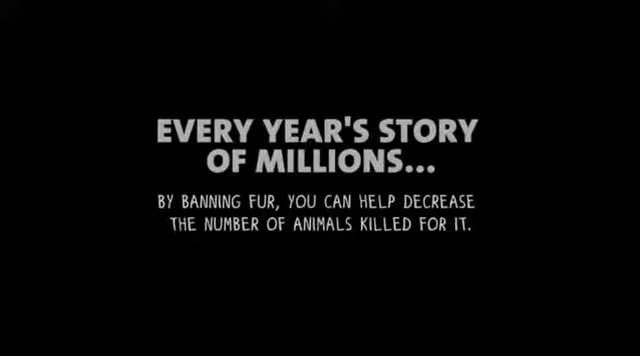 EVERY YEAR'S STORY
OF MILLIONS...
BY BANNING FUR, YOU CAN HELP DECREASE
THE NUMBER OF ANIMALS KILLED FOR IT.